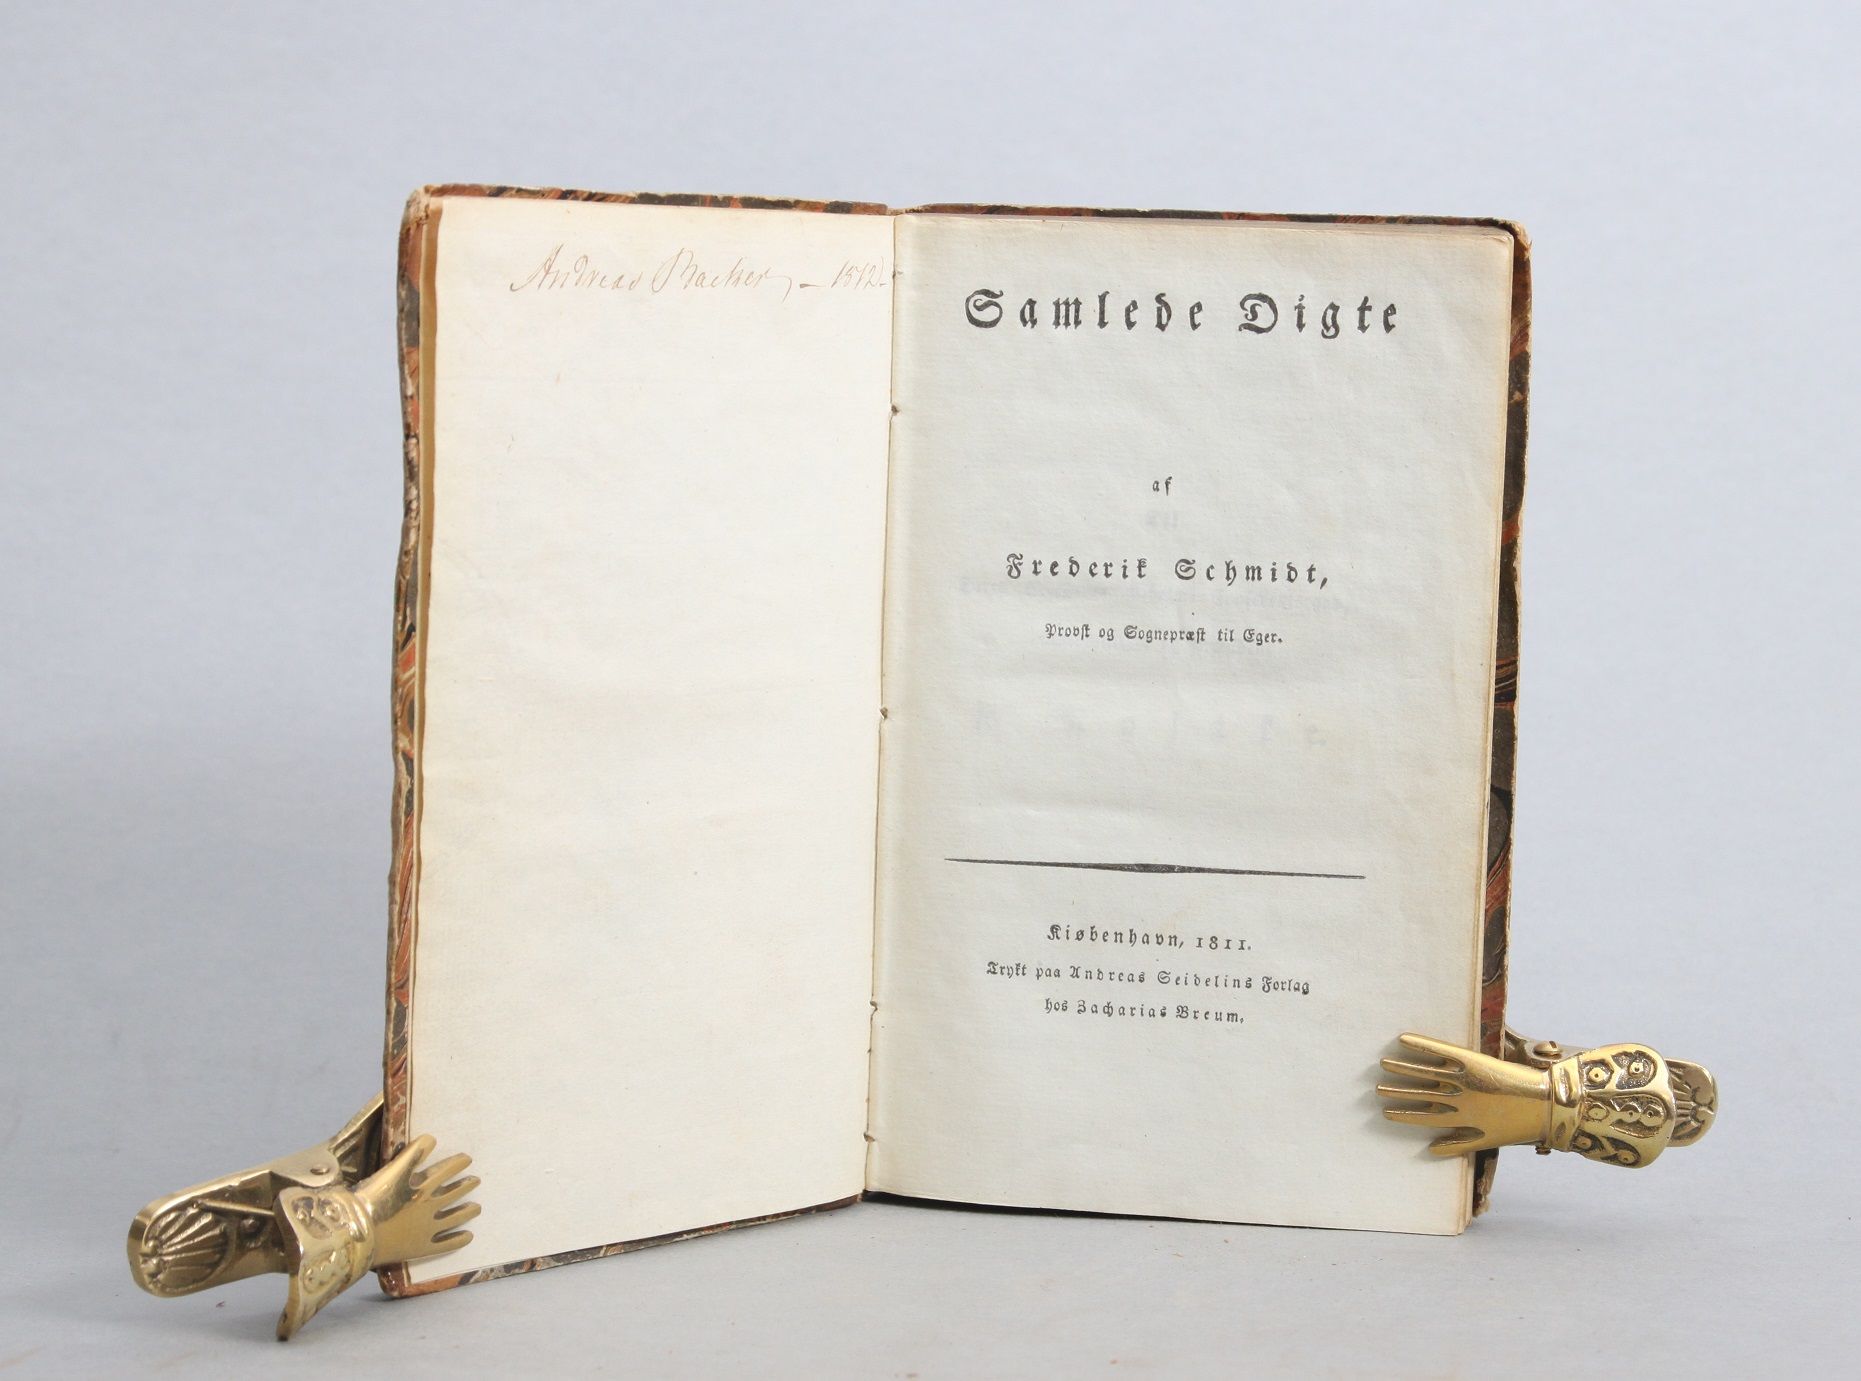 Andreas Backer, – 1812.
Samlede Digte
af
Frederik Schmidt,
Provst og Sognepræst til Eger.
Kiøbenhavn, 1811.
Trykt paa Andreas Seidelins Forlag
hos Zacharias Breum.